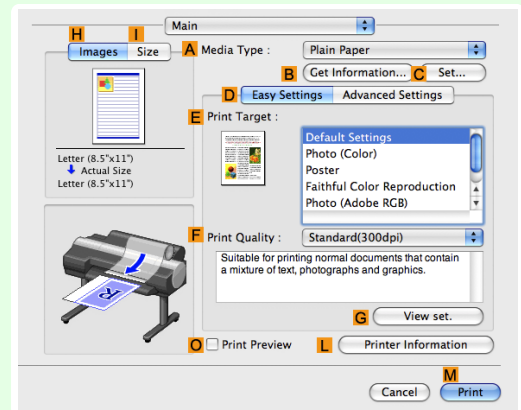 Main
H I
Images Size
A Media Type : Plain Paper
B Get Information... C Set...
D Easy Settings Advanced Settings
E Print Target :
Default Settings
Photo (Color)
Poster
Faithful Color Reproduction
Photo (Adobe RGB)
Letter (8.5"x11")
Actual Size
Letter (8.5"x11")
F Print Quality : Standard(300dpi)
Suitable for printing normal documents that contain
a mixture of text, photographs and graphics.
G View set.
O Print Preview L Printer Information
M
Cancel Print